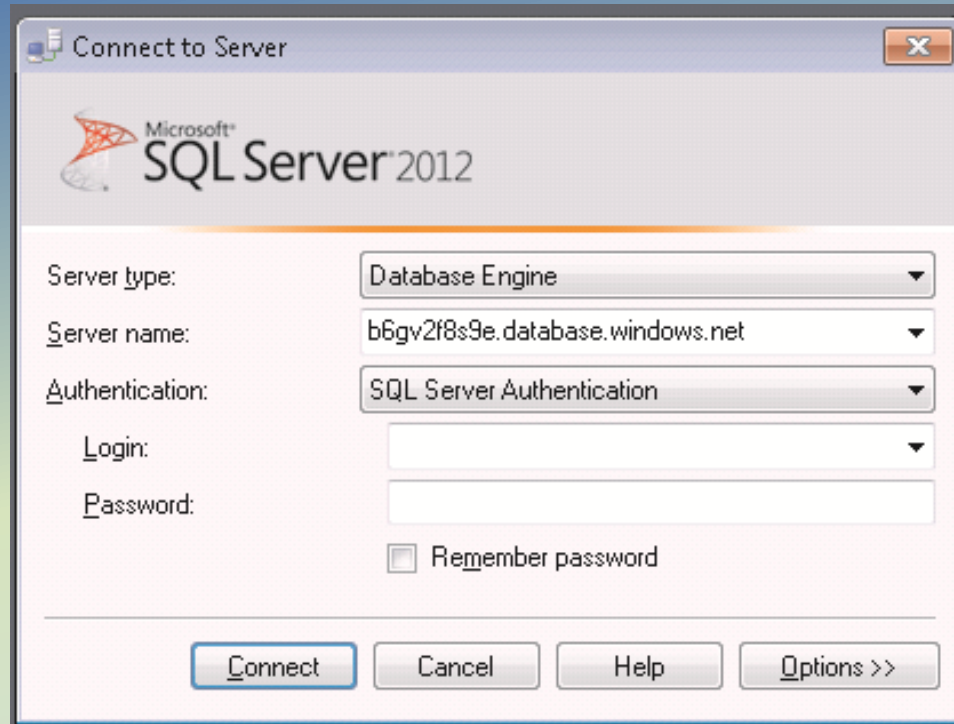 Connect to Server
Microsoft®
SQL Server® 2012
Server type: Database Engine
Server name: b6gv2f8s9e.database.windows.net
Authentication: SQL Server Authentication
Login:
Password:
Remember password
Connect Cancel Help Options >>